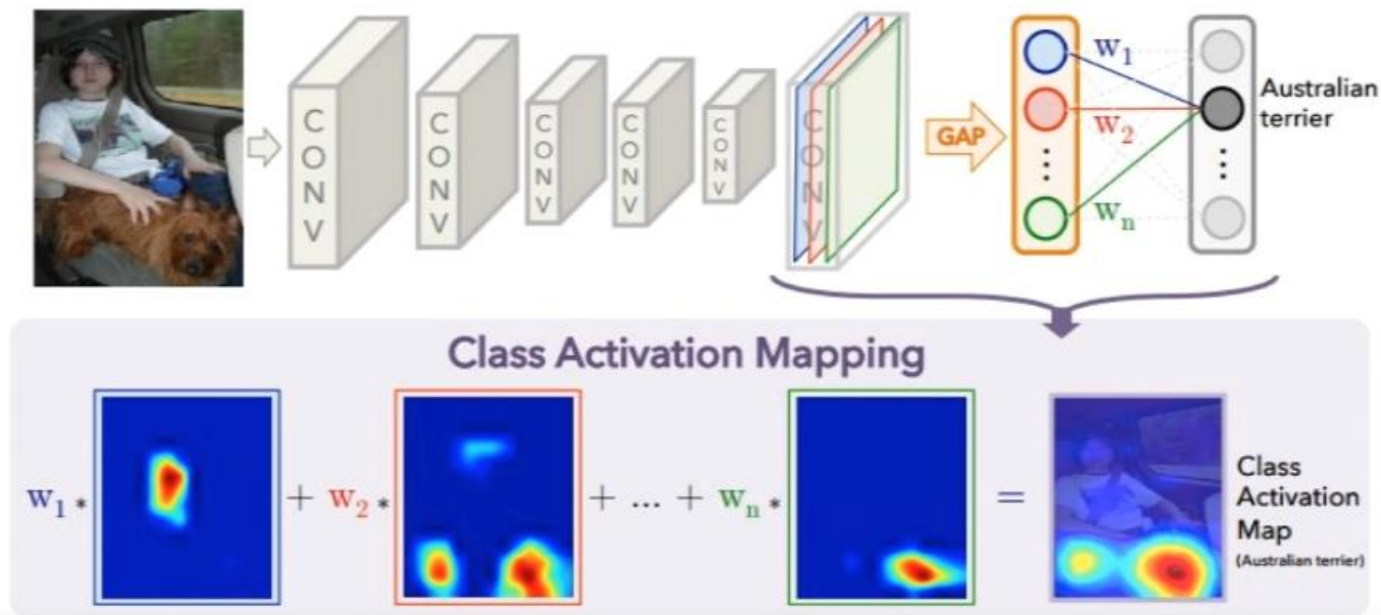 CONV
CONV
CONV
CONV
CONV
CONV
GAP
w₁
w₂
⋮
wₙ
⋮
Australian
terrier
Class Activation Mapping
w₁ * + w₂ * + ... + wₙ * =
Class
Activation
Map
(Australian terrier)